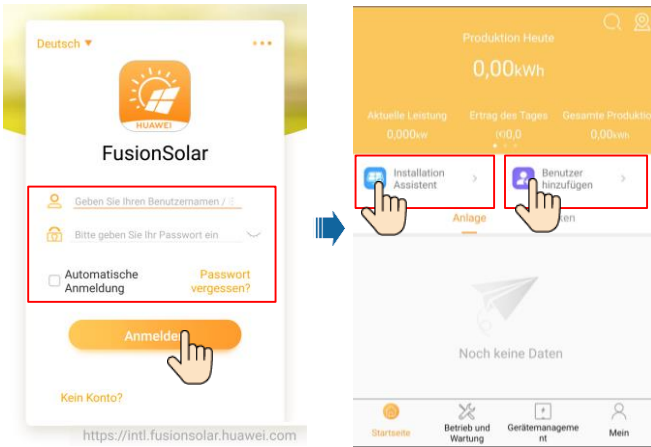 Deutsch
HUAWEI
FusionSolar
Geben Sie Ihren Benutzernamen /
Bitte geben Sie Ihr Passwort ein
Automatische
Anmeldung
Passwort
vergessen?
Anmelden
Kein Konto?
https://intl.fusionsolar.huawei.com
Produktion Heute
0,00kWh
Aktuelle Leistung
Ertrag des Tages
Gesamte Produktio
0,000kW
(€)0,0
0,00kWh
Installation
Assistent
Benutzer
hinzufügen
Anlage
ken
Noch keine Daten
Startseite
Betrieb und
Wartung
Gerätemanageme
nt
Mein